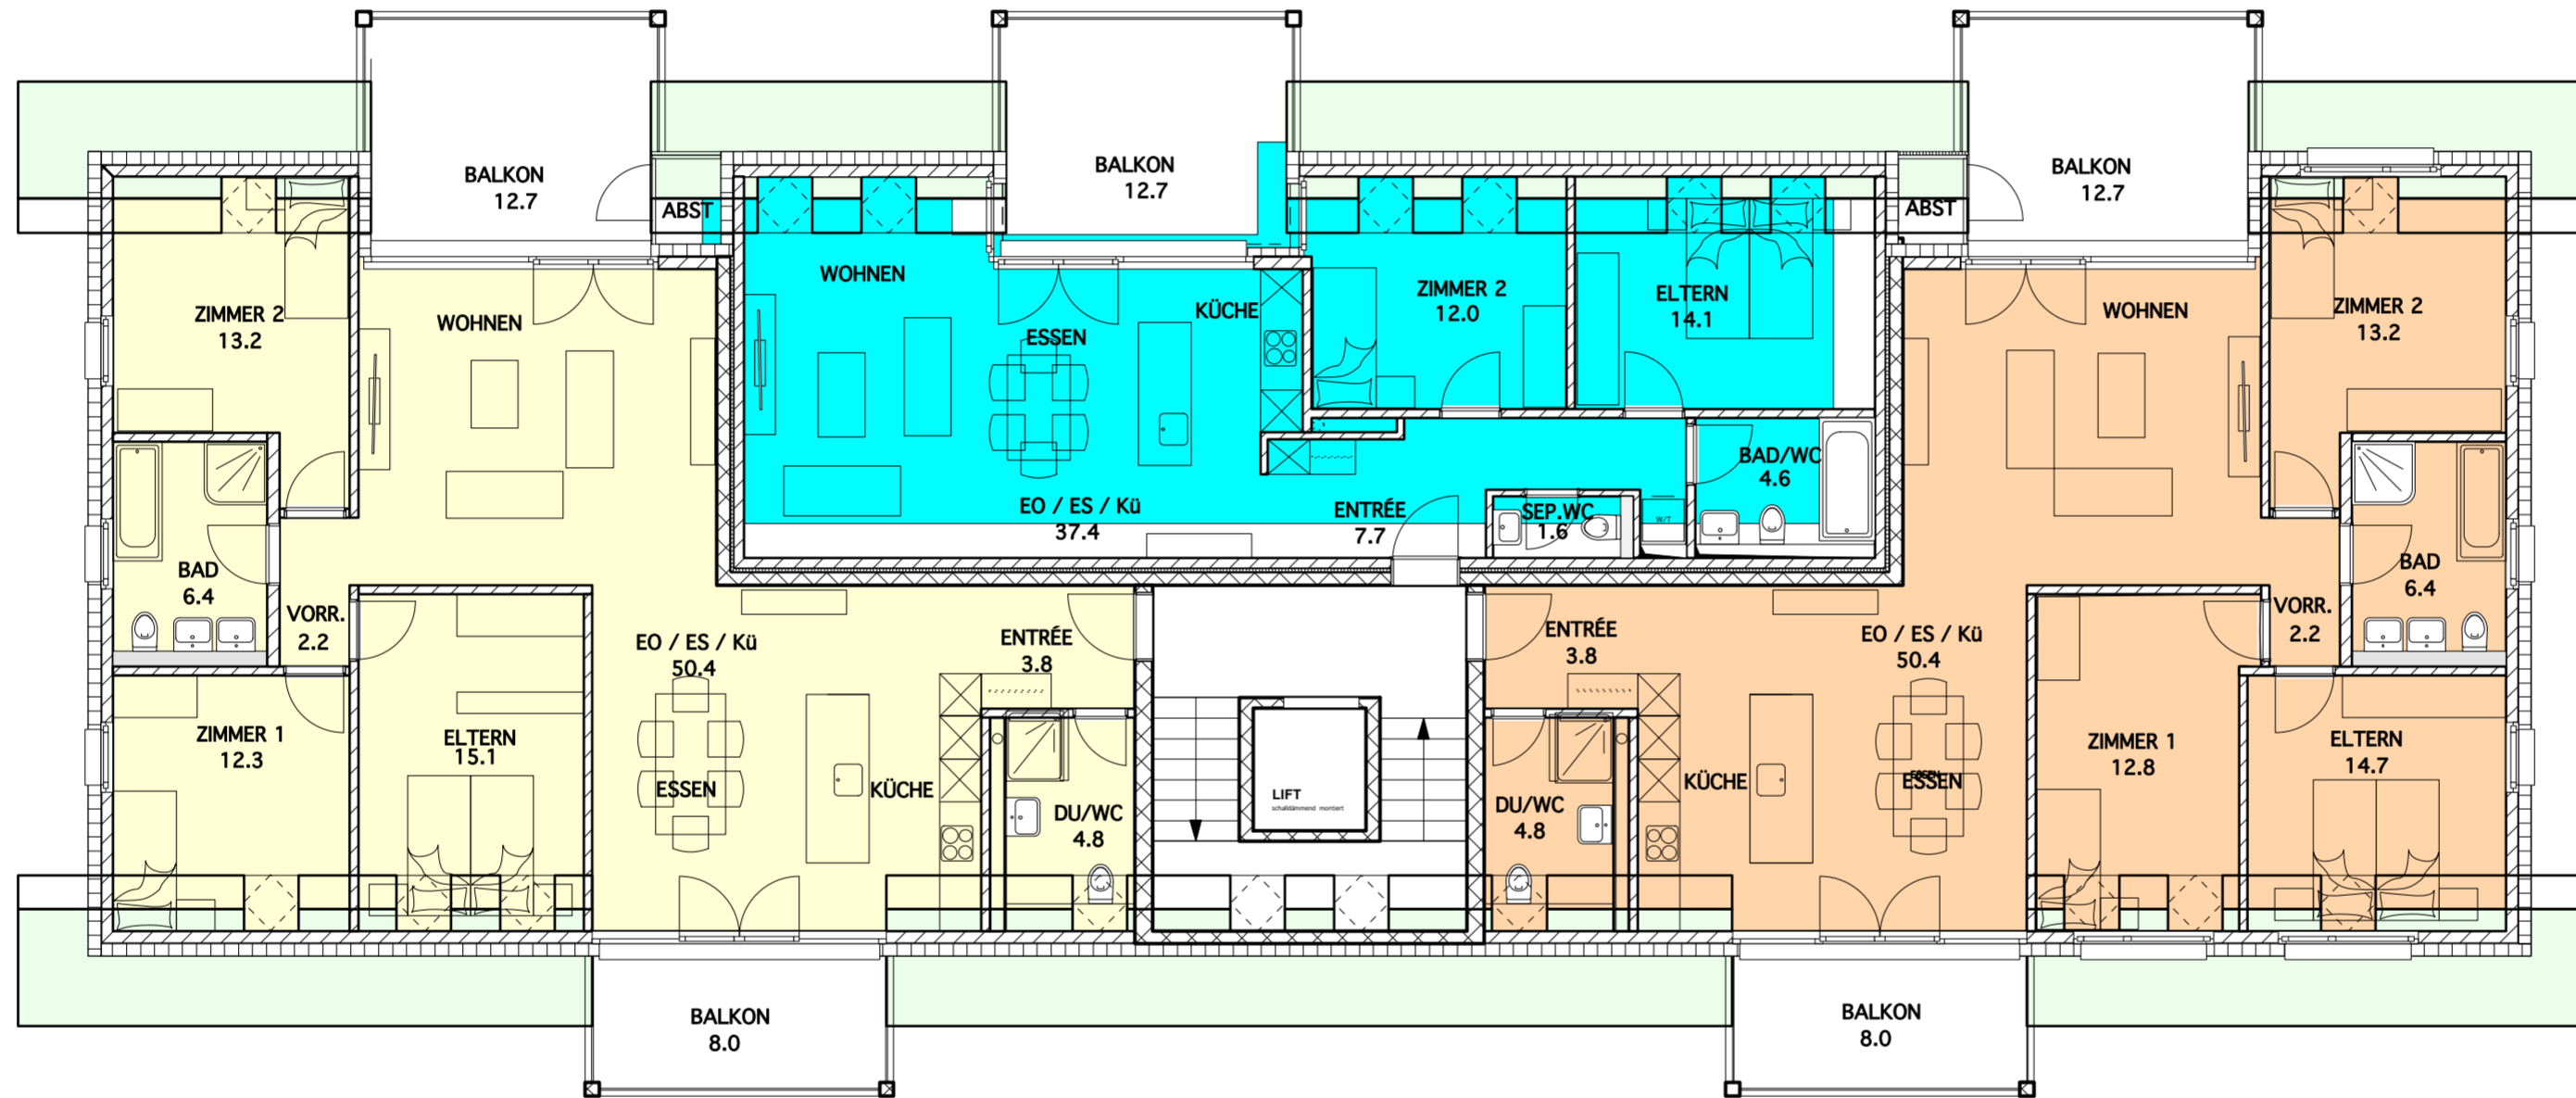 BALKON
12.7
BALKON
12.7
BALKON
12.7
ABST
ABST
WOHNEN
ZIMMER 2
13.2
WOHNEN
KÜCHE
ESSEN
ZIMMER 2
12.0
ELTERN
14.1
WOHNEN
ZIMMER 2
13.2
BAD/WC
4.6
EO / ES / Kü
37.4
ENTRÉE
7.7
SEP.WC
1.6
W/T
BAD
6.4
VORR.
2.2
EO / ES / Kü
50.4
ENTRÉE
3.8
ENTRÉE
3.8
EO / ES / Kü
50.4
VORR.
2.2
BAD
6.4
ZIMMER 1
12.3
ELTERN
15.1
ESSEN
KÜCHE
DU/WC
4.8
LIFT
schalldämmend montiert
DU/WC
4.8
KÜCHE
ESSEN
ESSEN
ZIMMER 1
12.8
ELTERN
14.7
BALKON
8.0
BALKON
8.0